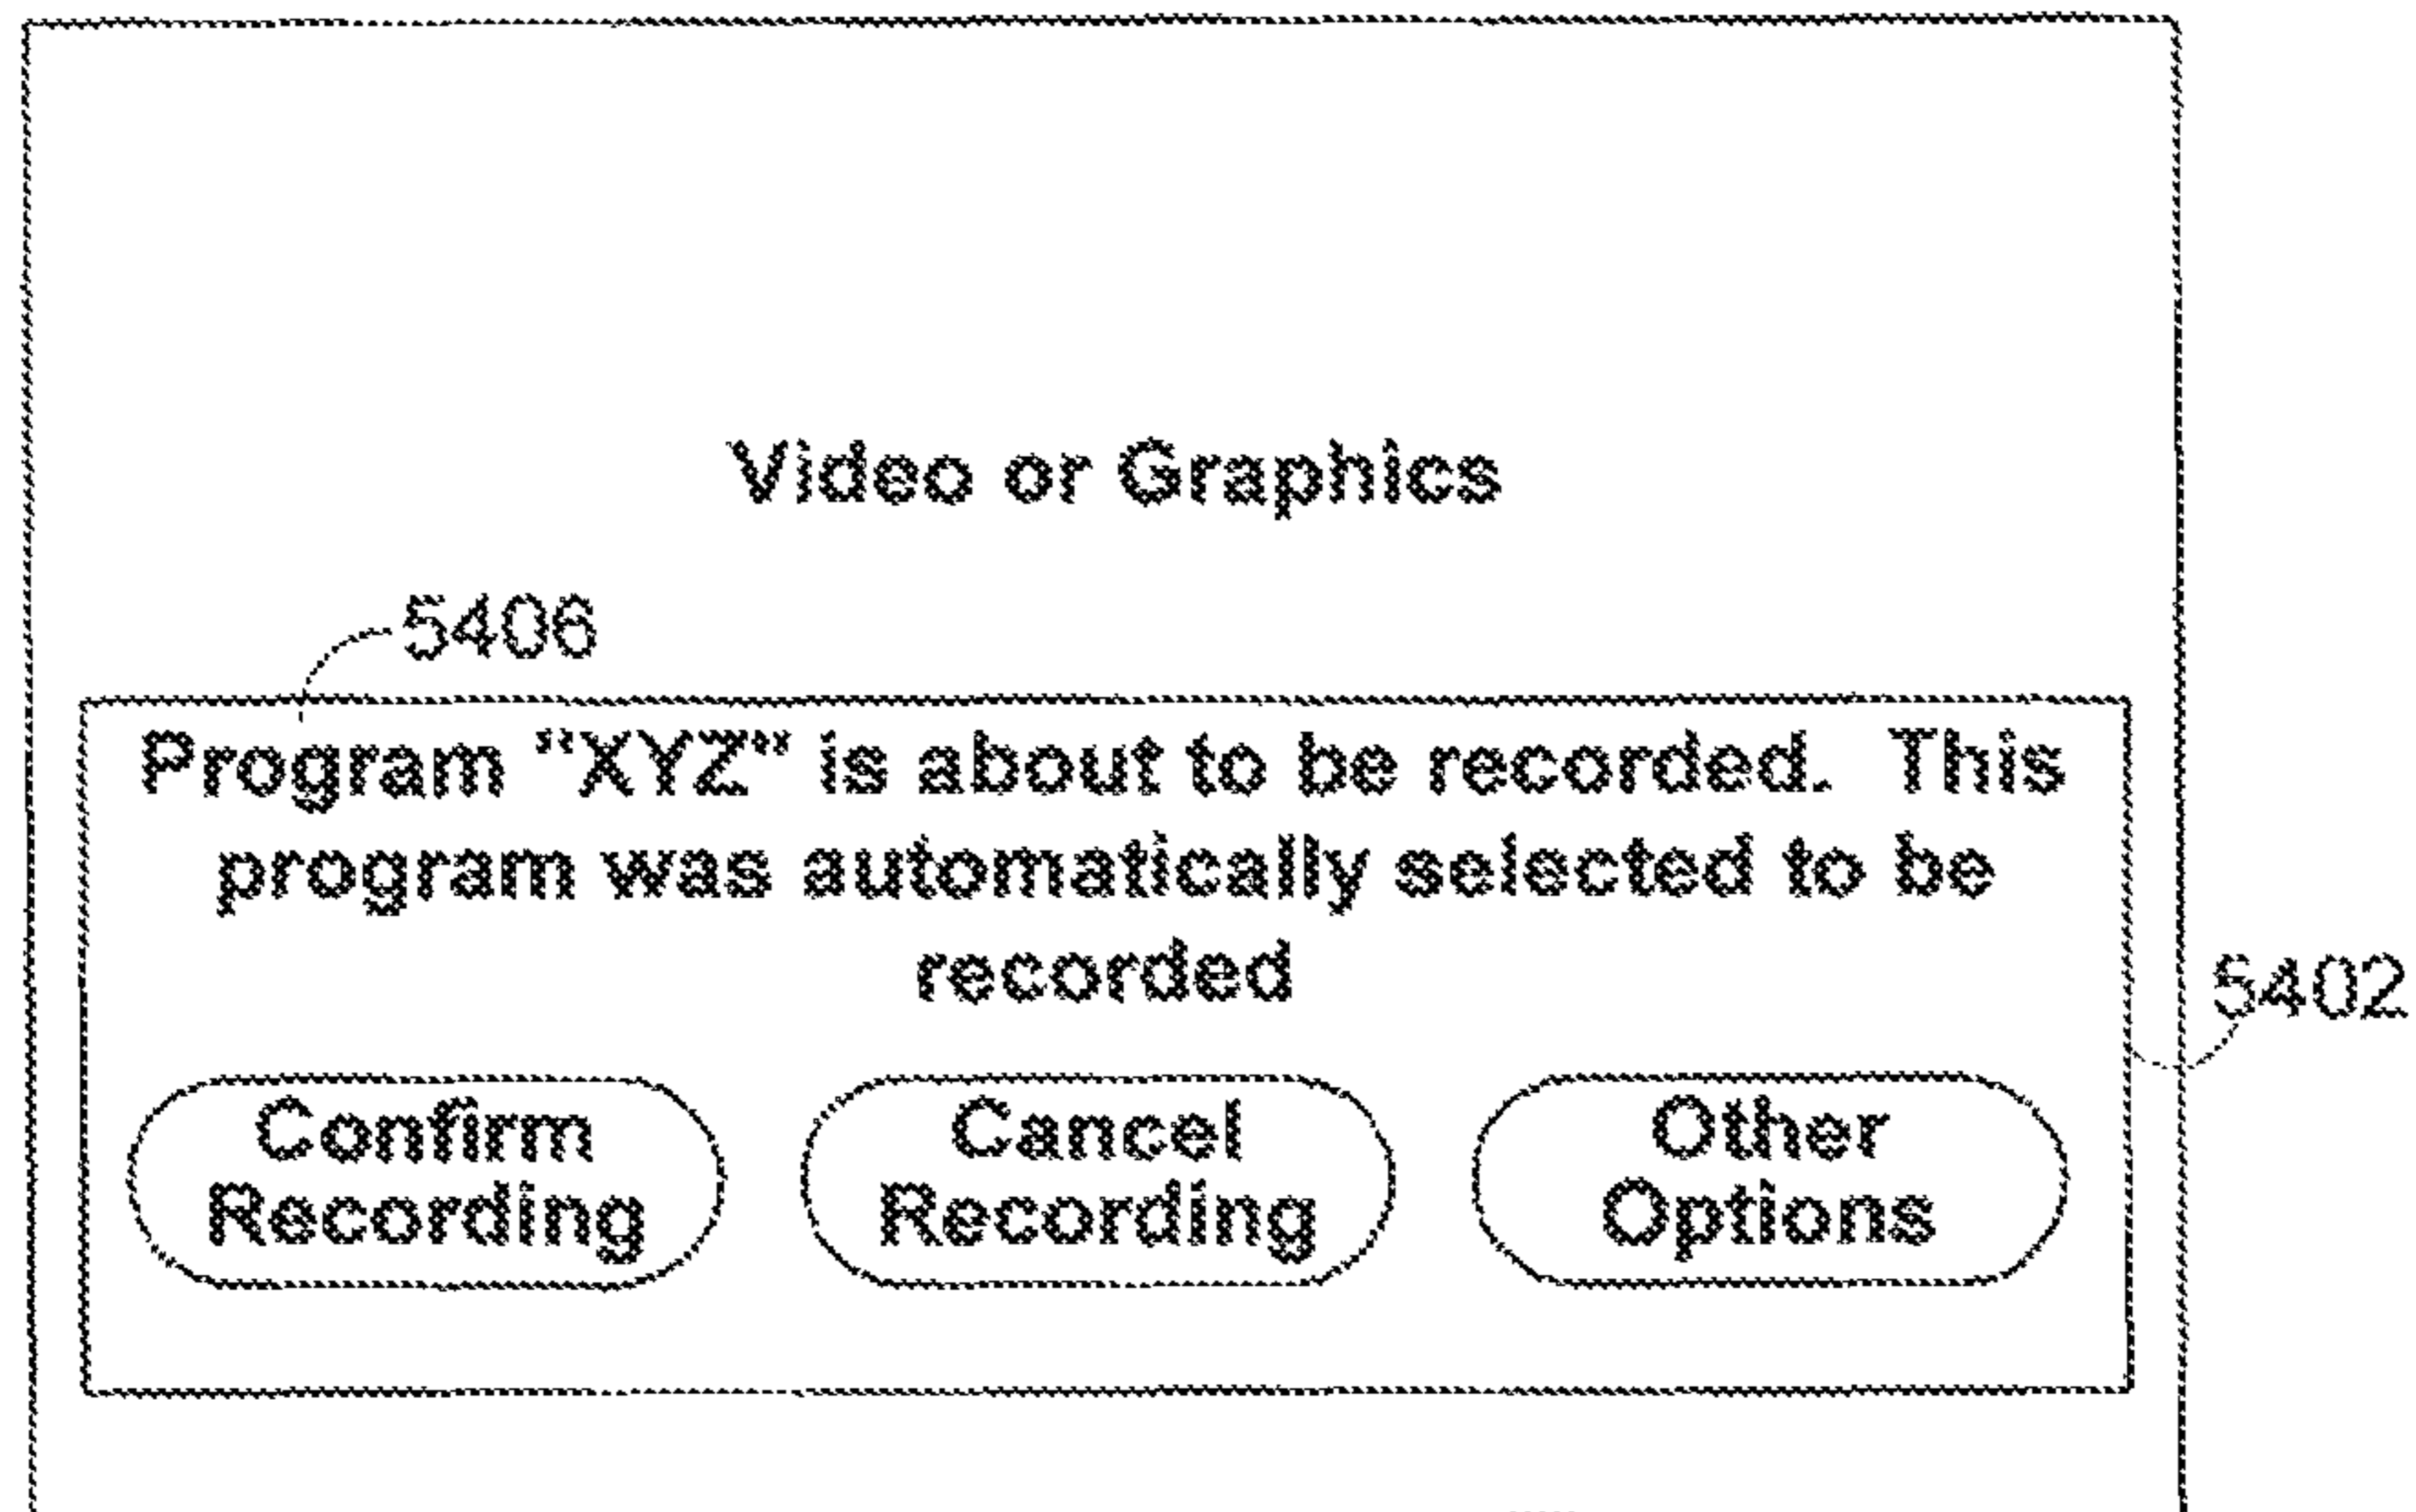 Video or Graphics
5406
Program "XYZ" is about to be recorded. This
program was automatically selected to be
recorded
5402
Confirm
Recording
Cancel
Recording
Other
Options